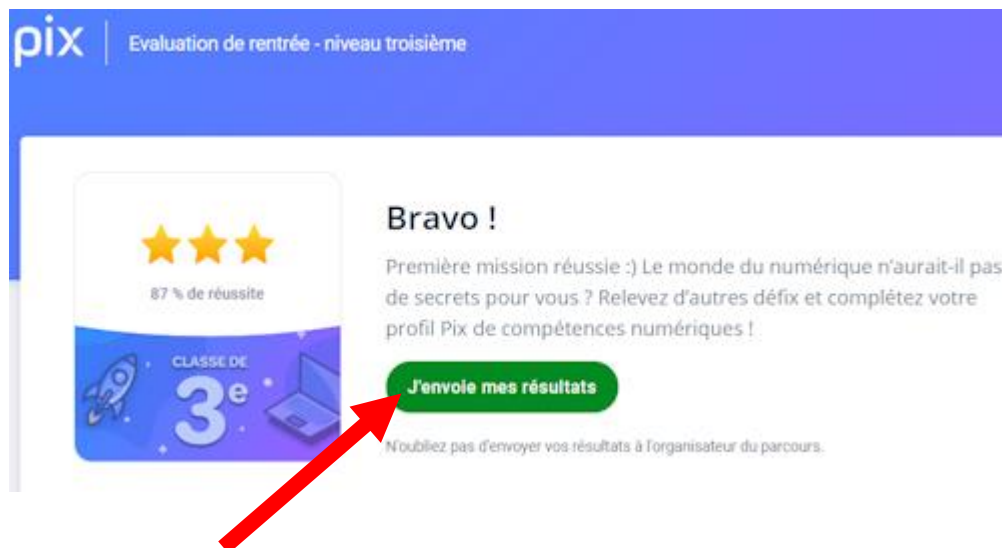 pix
Evaluation de rentrée - niveau troisième
87 % de réussite
CLASSE DE
3e
Bravo !
Première mission réussie :) Le monde du numérique n'aurait-il pas
de secrets pour vous ? Relevez d'autres défix et complétez votre
profil Pix de compétences numériques !
J'envoie mes résultats
N'oubliez pas d'envoyer vos résultats à l'organisateur du parcours.